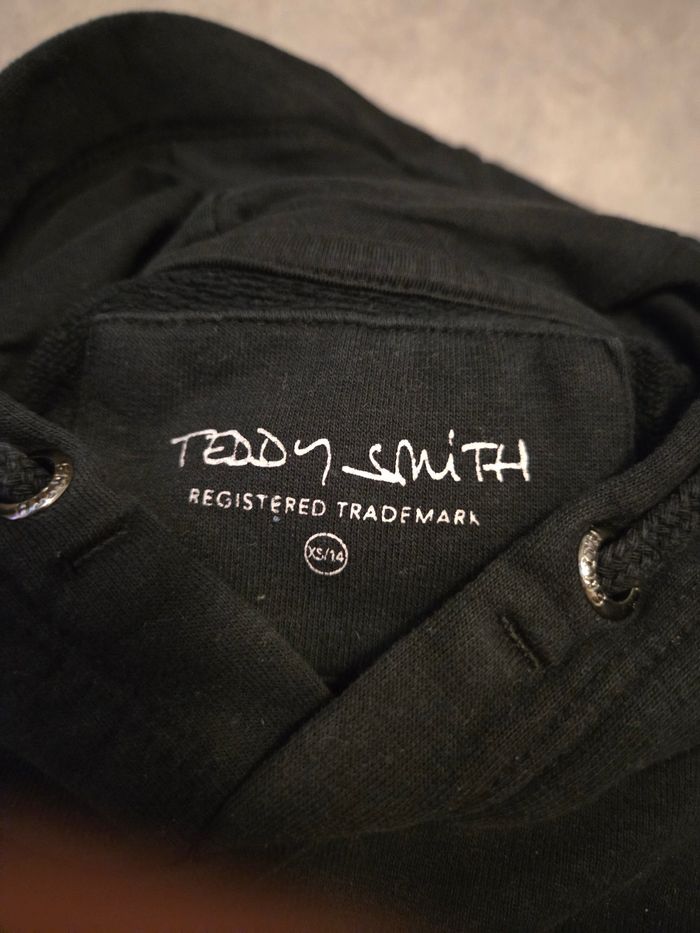 TEDDY SMITH
REGISTERED TRADEMARK
XS/14